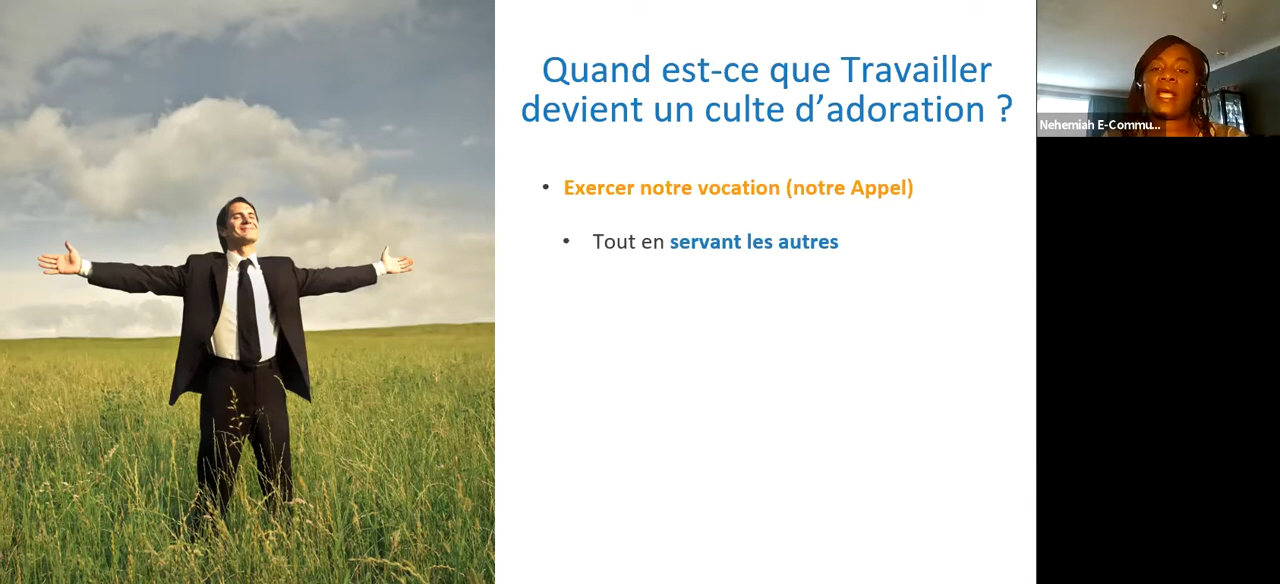 Quand est-ce que Travailler
devient un culte d’adoration ?
• Exercer notre vocation (notre Appel)
• Tout en servant les autres
Nehemiah E-Commu...